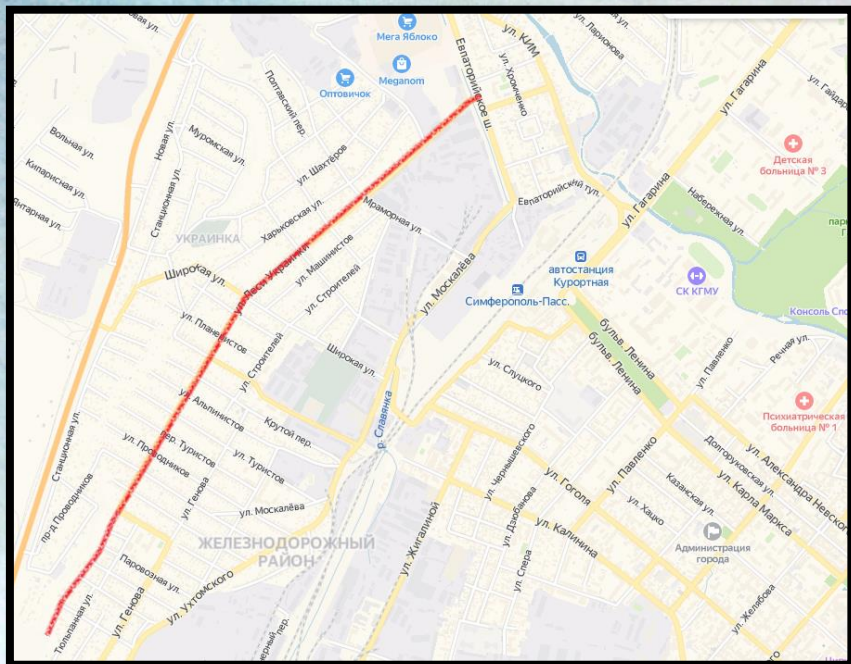 ул. КИМ
ул. Ларионова
Мега Яблоко
Евпаторийское ш.
ул. Хромченко
Meganom
ул. Гагарина
Полтавский пер.
Оптовичок
Новая ул.
Муромская ул.
Вольная ул.
ул. Шахтёров
Детская
больница № 3
Кипарисная ул.
Станционная ул.
Евпаторийский туп.
Набережная ул.
Янтарная ул.
Харьковская ул.
Мраморная ул.
ул. Гагарина
УКРАИНКА
ул. Леси Украинки
ул. Машинистов
автостанция
Курортная
Широкая ул.
ул. Строителей
ул. Москалёва
СК КГМУ
Симферополь-Пасс.
Консоль Спо
ул. Планеристов
бульв. Ленина
бульв. Ленина
ул. Строителей
Широкая ул.
ул. Слуцкого
ул. Павленко
Речная ул.
ул. Альпинистов
р. Славянка
Психиатрическая
больница № 1
Крутой пер.
Станционная ул.
пер. Туристов
ул. Проводников
ул. Туристов
ул. Чернышевского
ул. Павленко
Долгоруковская ул.
ул. Александра Невского
ул. Гоголя
ул. Карла Маркса
пр-д Проводников
ул. Генова
Казанская ул.
ул. Хацко
ул. Москалёва
ул. Дзюбанова
ул. Калинина
ЖЕЛЕЗНОДОРОЖНЫЙ
РАЙОН
ул. Жигалиной
Администрация
города
Паровозная ул.
ул. Спера
ул. Ухтомского
Тюльпанная ул.
ул. Генова
ул. Желябова